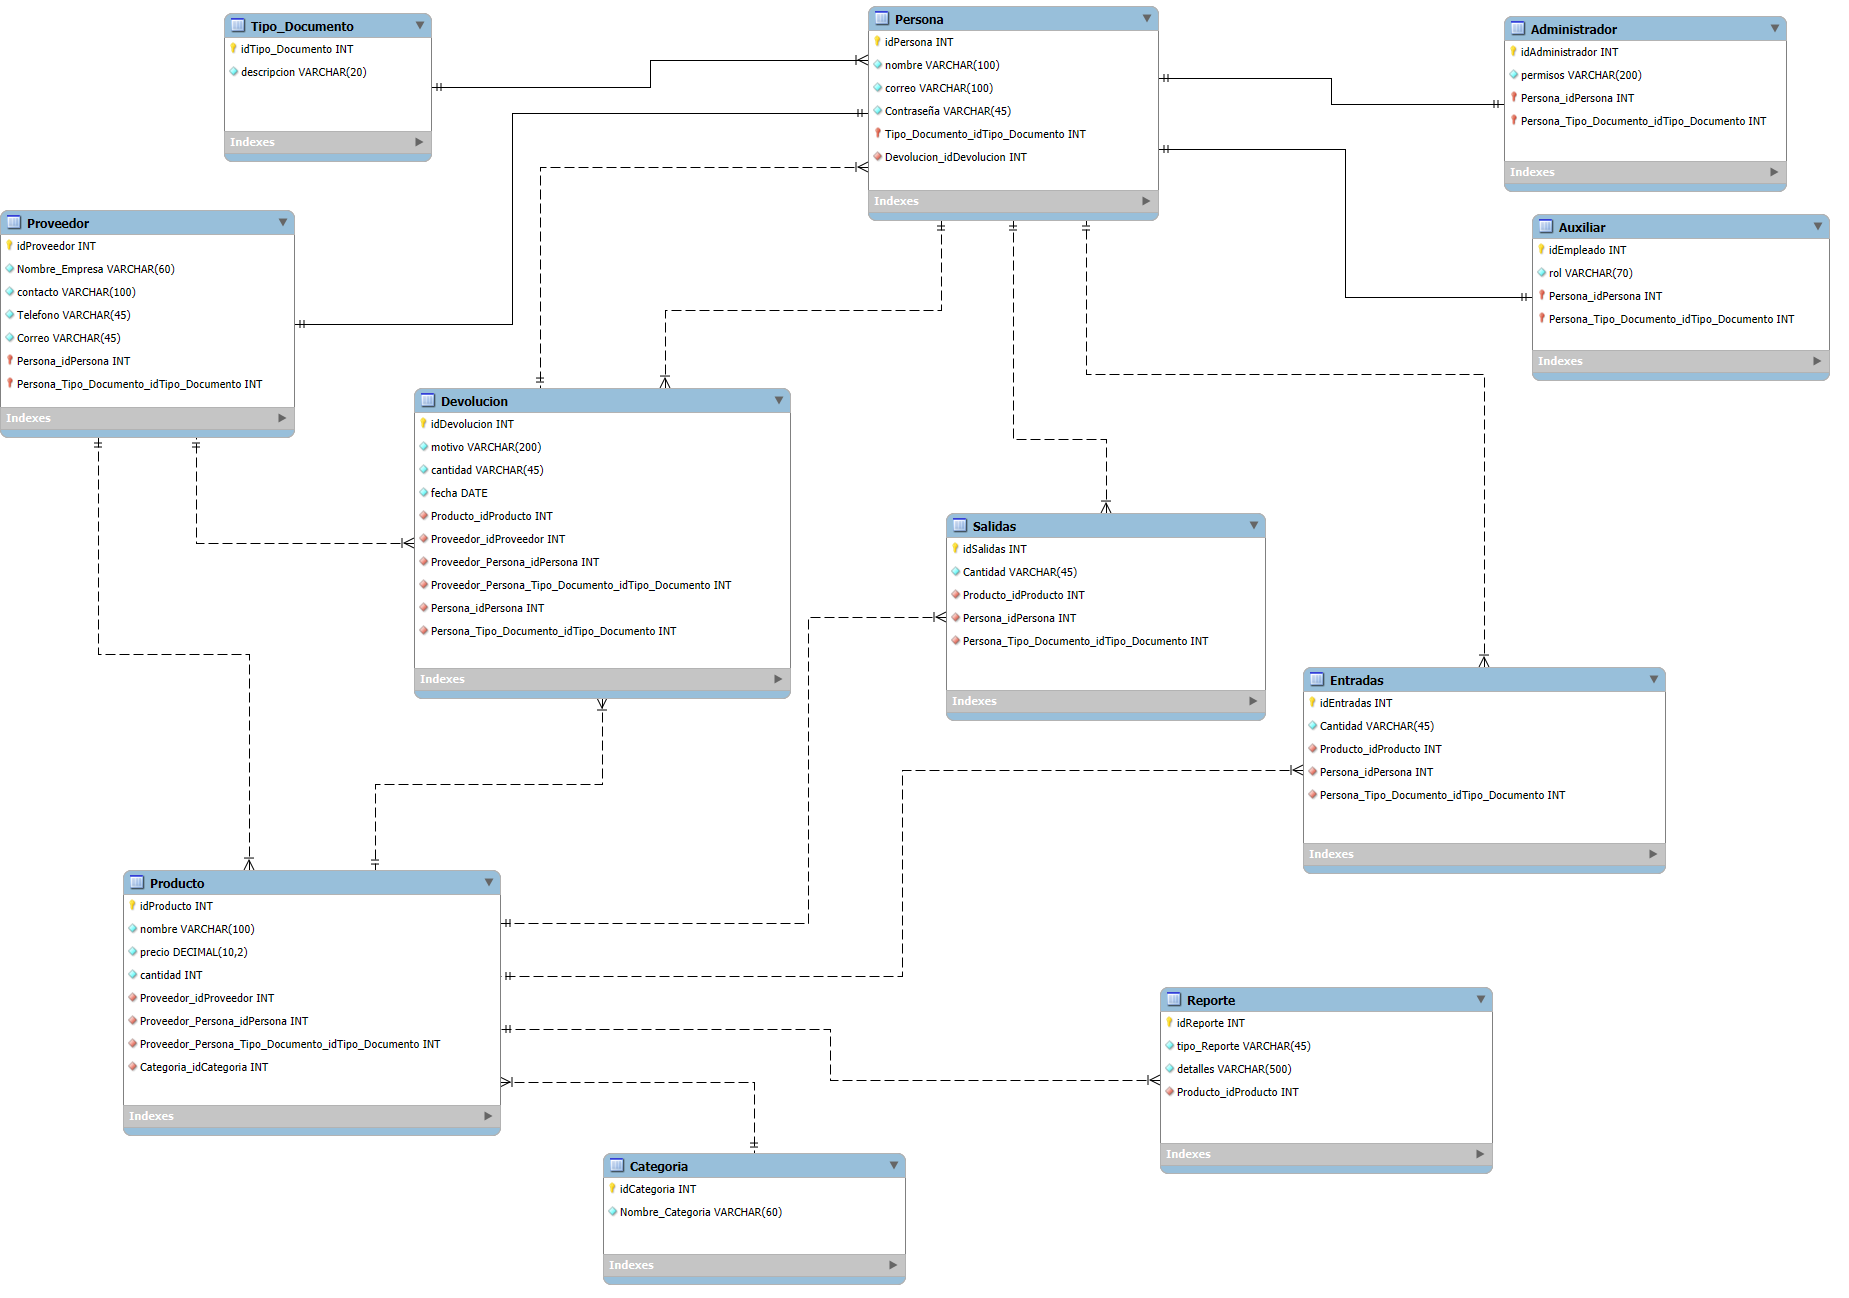 Tipo_Documento
idTipo_Documento INT
descripcion VARCHAR(20)
Indexes
Persona
idPersona INT
nombre VARCHAR(100)
correo VARCHAR(100)
Contraseña VARCHAR(45)
Tipo_Documento_idTipo_Documento INT
Devolucion_idDevolucion INT
Indexes
Administrador
idAdministrador INT
permisos VARCHAR(200)
Persona_idPersona INT
Persona_Tipo_Documento_idTipo_Documento INT
Indexes
Proveedor
idProveedor INT
Nombre_Empresa VARCHAR(60)
contacto VARCHAR(100)
Telefono VARCHAR(45)
Correo VARCHAR(45)
Persona_idPersona INT
Persona_Tipo_Documento_idTipo_Documento INT
Indexes
Auxiliar
idEmpleado INT
rol VARCHAR(70)
Persona_idPersona INT
Persona_Tipo_Documento_idTipo_Documento INT
Indexes
Devolucion
idDevolucion INT
motivo VARCHAR(200)
cantidad VARCHAR(45)
fecha DATE
Producto_idProducto INT
Proveedor_idProveedor INT
Proveedor_Persona_idPersona INT
Proveedor_Persona_Tipo_Documento_idTipo_Documento INT
Persona_idPersona INT
Persona_Tipo_Documento_idTipo_Documento INT
Indexes
Salidas
idSalidas INT
Cantidad VARCHAR(45)
Producto_idProducto INT
Persona_idPersona INT
Persona_Tipo_Documento_idTipo_Documento INT
Indexes
Entradas
idEntradas INT
Cantidad VARCHAR(45)
Producto_idProducto INT
Persona_idPersona INT
Persona_Tipo_Documento_idTipo_Documento INT
Indexes
Producto
idProducto INT
nombre VARCHAR(100)
precio DECIMAL(10,2)
cantidad INT
Proveedor_idProveedor INT
Proveedor_Persona_idPersona INT
Proveedor_Persona_Tipo_Documento_idTipo_Documento INT
Categoria_idCategoria INT
Indexes
Reporte
idReporte INT
tipo_Reporte VARCHAR(45)
detalles VARCHAR(500)
Producto_idProducto INT
Indexes
Categoria
idCategoria INT
Nombre_Categoria VARCHAR(60)
Indexes